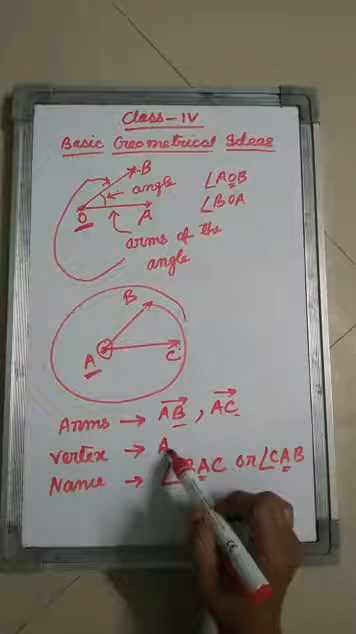 Class-IV
Basic Geometrical Ideas
B
angle
O
A
arms of the
angle
∠AOB
∠BOA
B
A
C
Arms → AB, AC
Vertex → A
Name → ∠BAC or ∠CAB